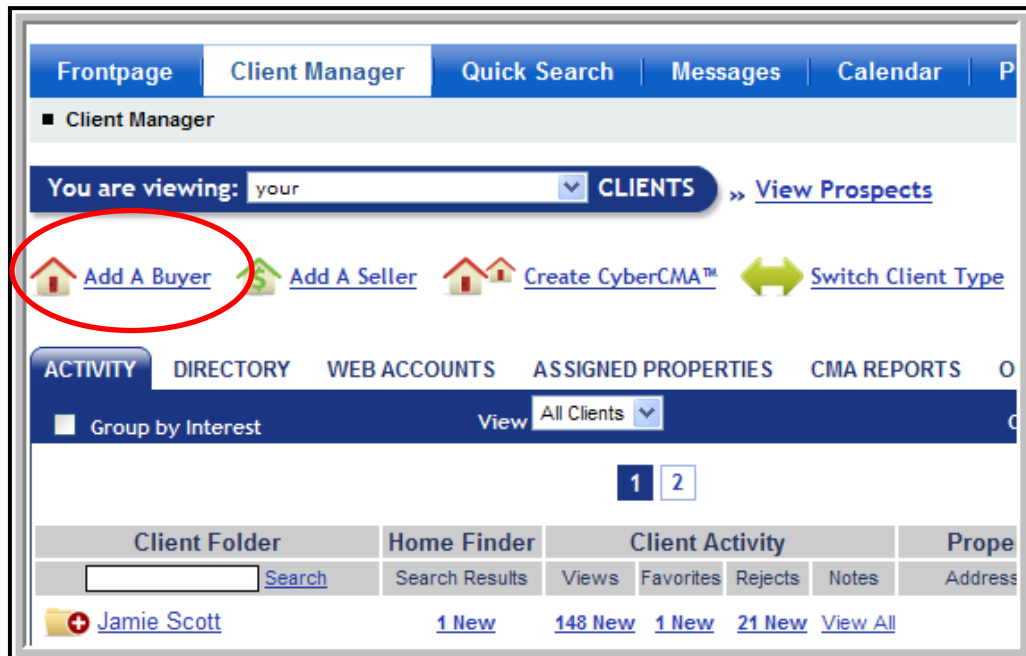 Frontpage Client Manager Quick Search Messages Calendar P
Client Manager
You are viewing: your CLIENTS » View Prospects
Add A Buyer Add A Seller Create CyberCMA™ Switch Client Type
ACTIVITY DIRECTORY WEB ACCOUNTS ASSIGNED PROPERTIES CMA REPORTS O
Group by Interest View All Clients
1 2
Client Folder Home Finder Client Activity Prope
Search Search Results Views Favorites Rejects Notes Address
Jamie Scott 1 New 148 New 1 New 21 New View All